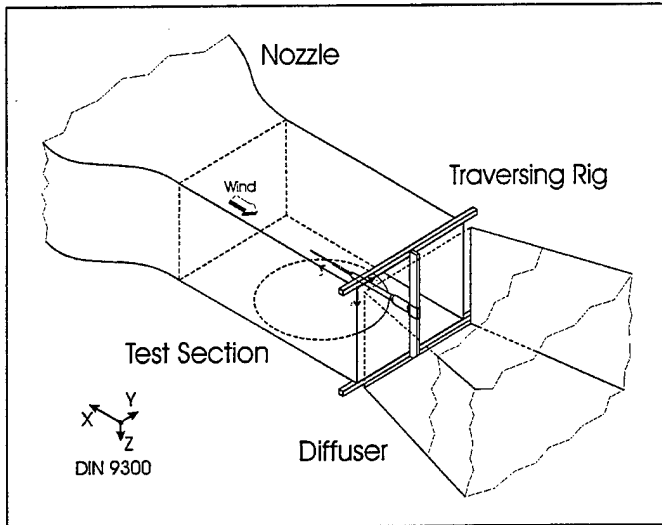 Nozzle
Traversing Rig
Wind
Test Section
X
Y
Z
DIN 9300
Diffuser